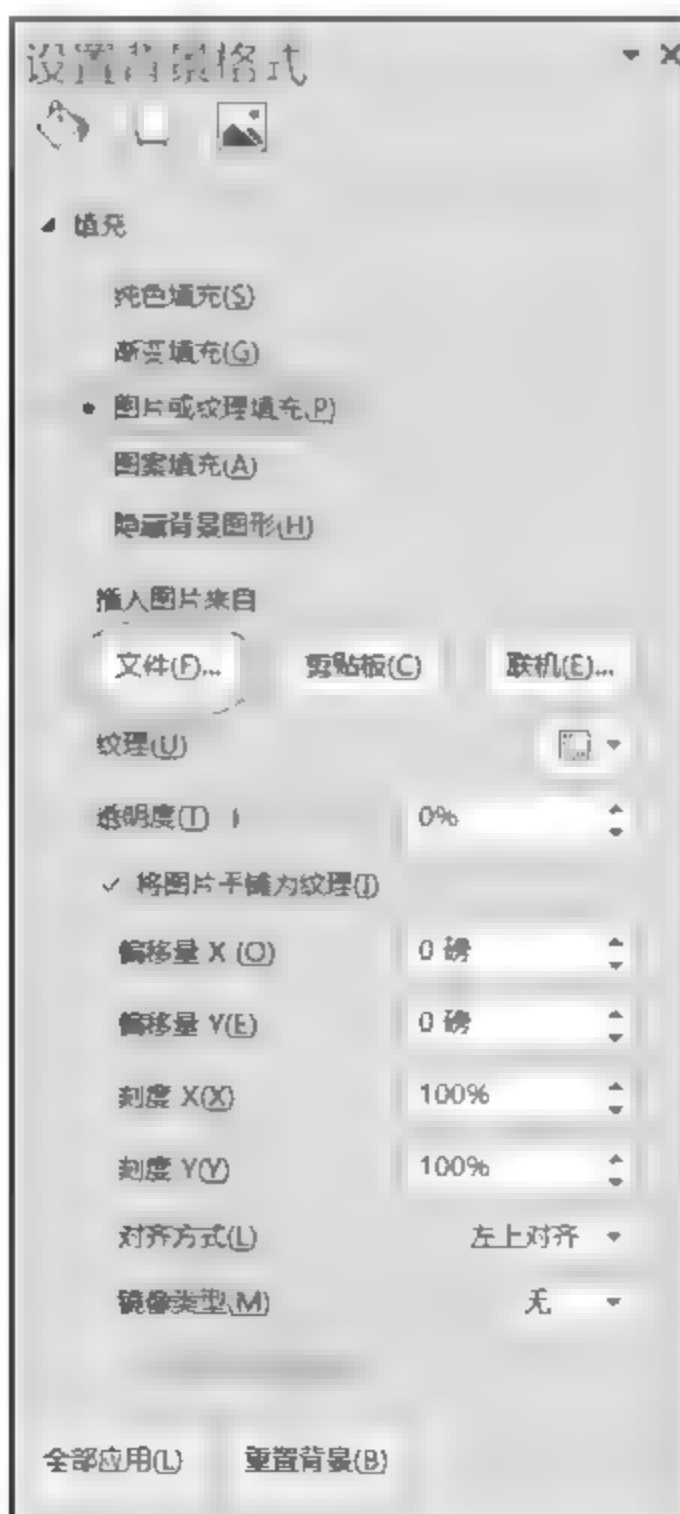 设置背景格式
填充
纯色填充(S)
渐变填充(G)
图片或纹理填充(P)
图案填充(A)
隐藏背景图形(H)
插入图片来自
文件(F)... 剪贴板(C) 联机(E)...
纹理(U)
透明度(T) 0%
将图片平铺为纹理(I)
偏移量 X (O) 0 磅
偏移量 Y(E) 0 磅
刻度 X(X) 100%
刻度 Y(Y) 100%
对齐方式(L) 左上对齐
镜像类型(M) 无
全部应用(L) 重置背景(B)